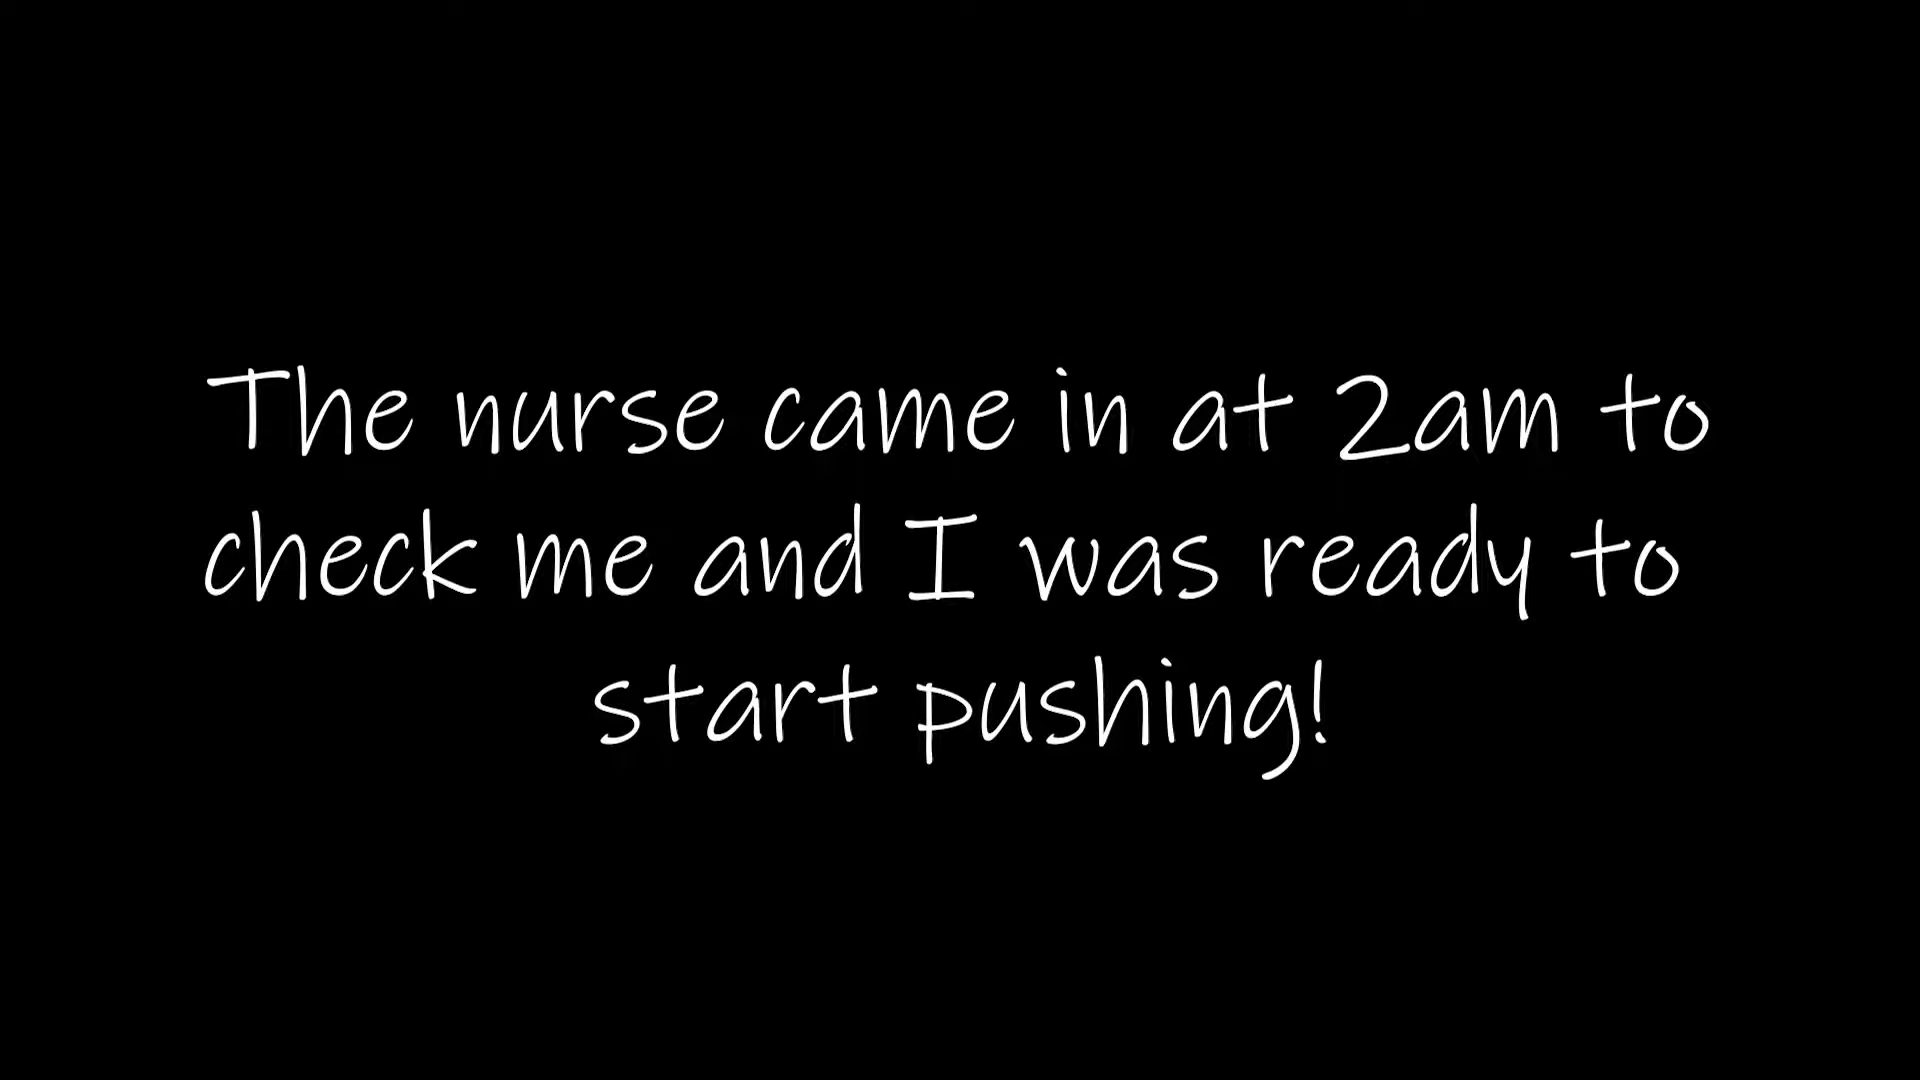 The nurse came in at 2am to
check me and I was ready to
start pushing!